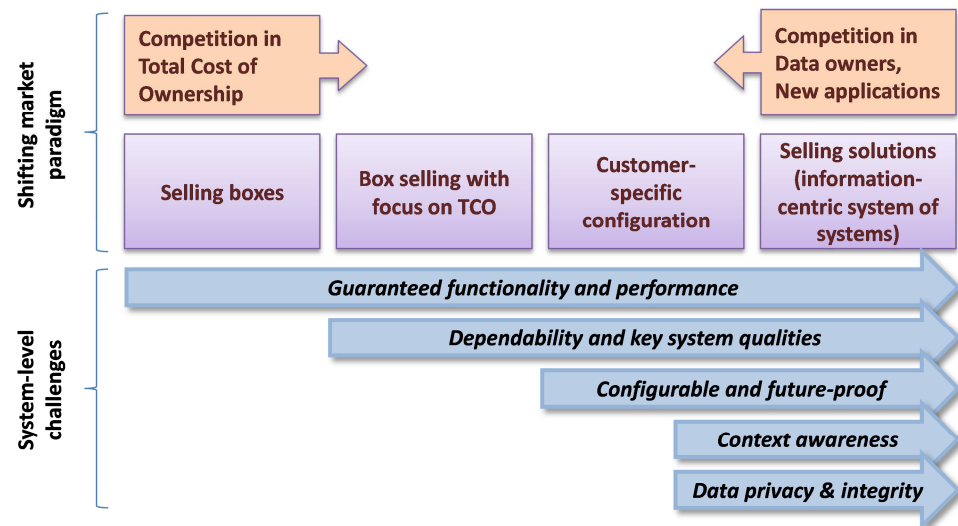 Shifting market
paradigm
Competition in
Total Cost of
Ownership
Competition in
Data owners,
New applications
Selling boxes
Box selling with
focus on TCO
Customer-
specific
configuration
Selling solutions
(information-
centric system of
systems)
System-level
challenges
Guaranteed functionality and performance
Dependability and key system qualities
Configurable and future-proof
Context awareness
Data privacy & integrity